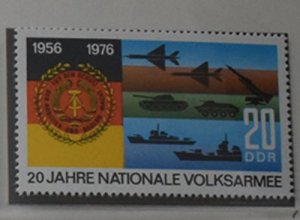 1956 1976
20
DDR
20 JAHRE NATIONALE VOLKSARMEE